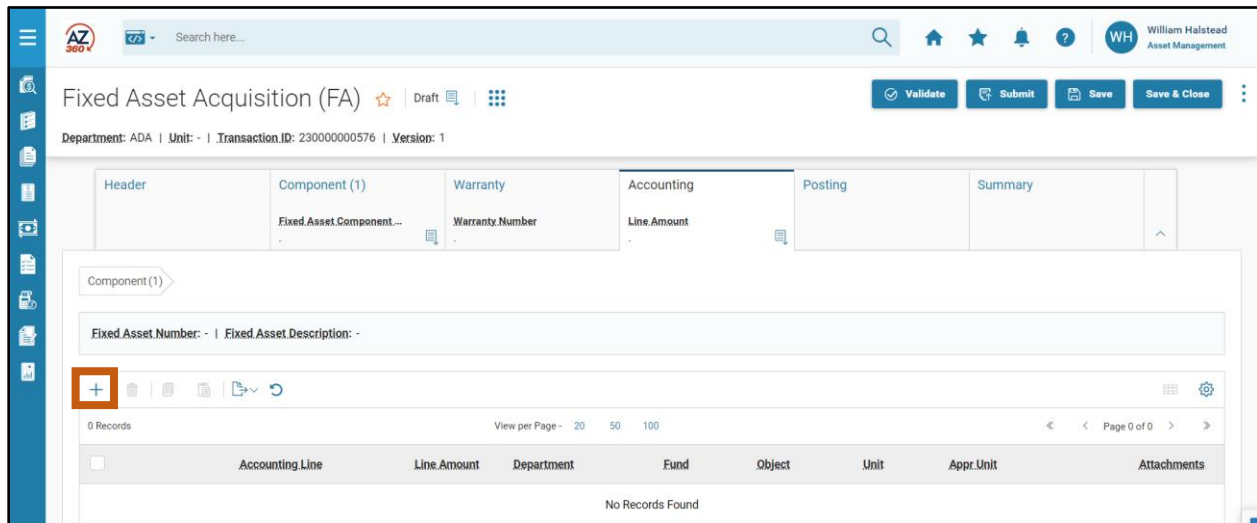 AZ
360
Search here...
?
WH
William Halstead
Asset Management
Fixed Asset Acquisition (FA)
Draft
Validate
Submit
Save
Save & Close
Department: ADA | Unit: - | Transaction ID: 230000000576 | Version: 1
Header
Component (1)
Warranty
Accounting
Posting
Summary
Fixed Asset Component ...
Warranty Number
Line Amount
-
-
-
Component (1)
Fixed Asset Number: - | Fixed Asset Description: -
0 Records
View per Page - 20 50 100
Page 0 of 0
Accounting Line
Line Amount
Department
Fund
Object
Unit
Appr Unit
Attachments
No Records Found